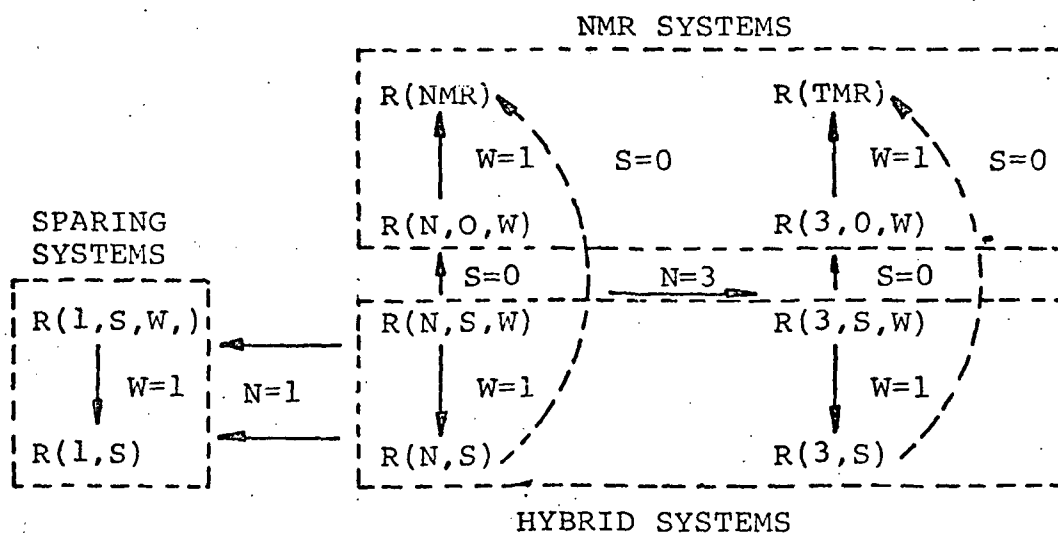 NMR SYSTEMS
R(NMR) R(TMR)
W=1 S=0 W=1 S=0
R(N,O,W) R(3,O,W)
SPARING
SYSTEMS
S=0 N=3 S=0
R(1,S,W,) R(N,S,W) R(3,S,W)
W=1 N=1 W=1 W=1
R(1,S) R(N,S) R(3,S)
HYBRID SYSTEMS